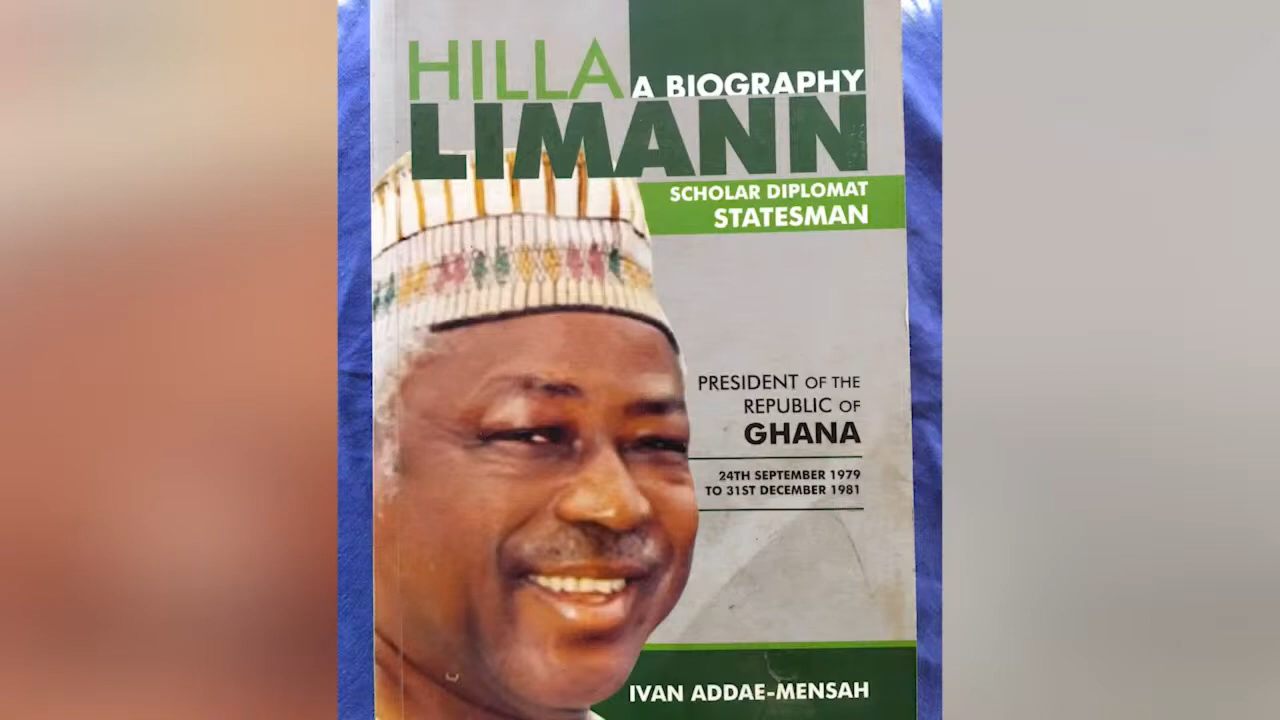 HILLA
A BIOGRAPHY
LIMANN
SCHOLAR DIPLOMAT
STATESMAN
PRESIDENT OF THE
REPUBLIC OF
GHANA
24TH SEPTEMBER 1979
TO 31ST DECEMBER 1981
IVAN ADDAE-MENSAH